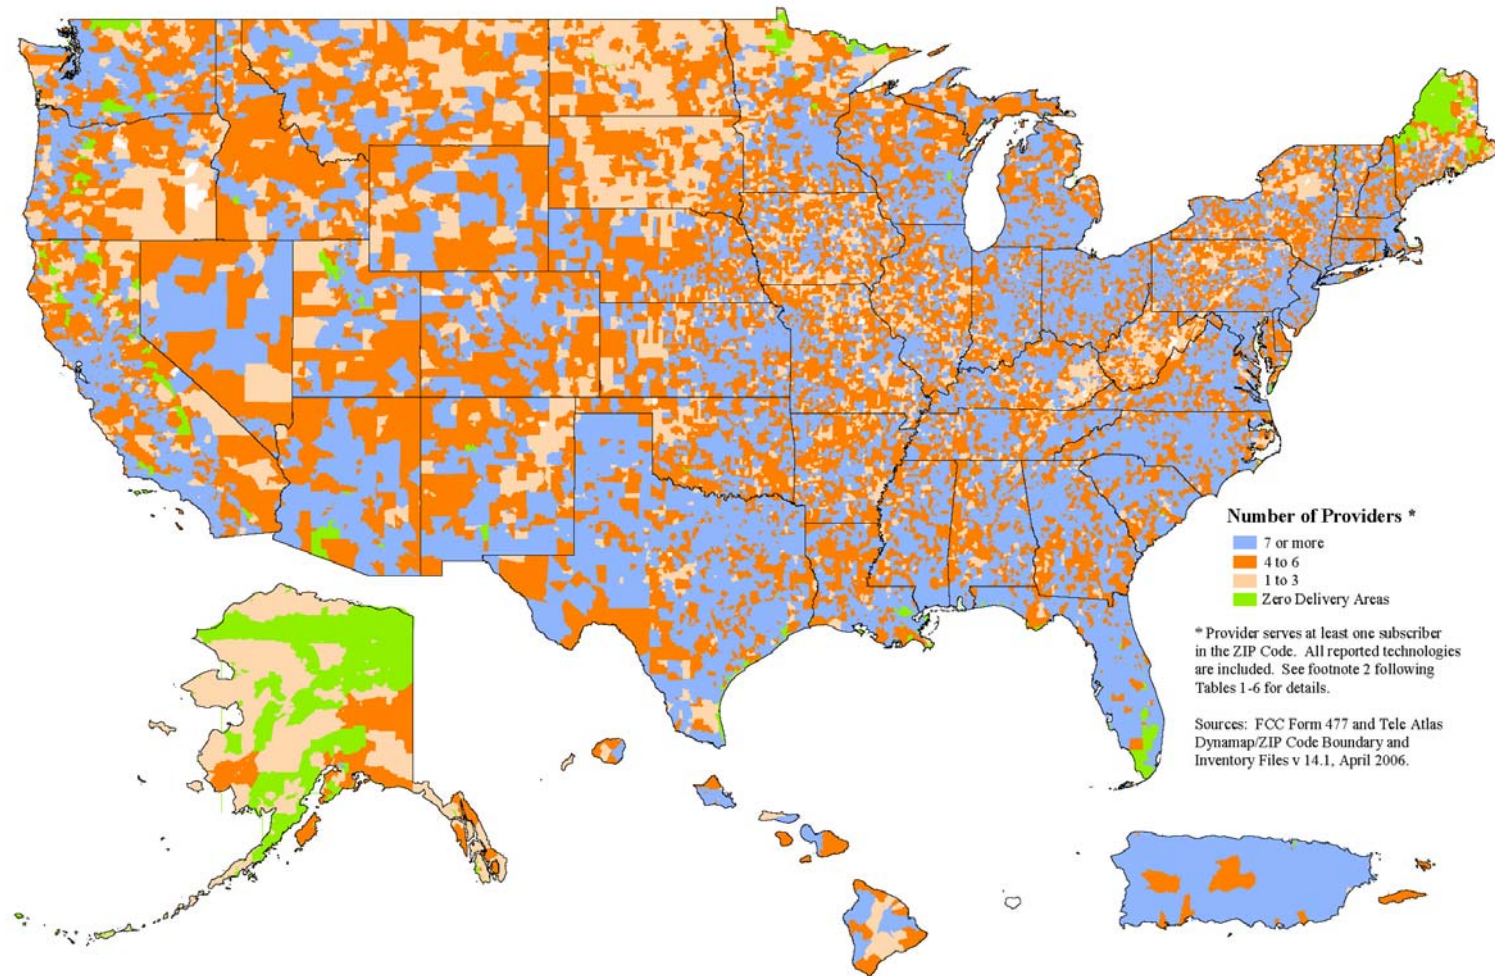 Number of Providers *
7 or more
4 to 6
1 to 3
Zero Delivery Areas
* Provider serves at least one subscriber
in the ZIP Code. All reported technologies
are included. See footnote 2 following
Tables 1-6 for details.
Sources: FCC Form 477 and Tele Atlas
Dynamap/ZIP Code Boundary and
Inventory Files v 14.1, April 2006.